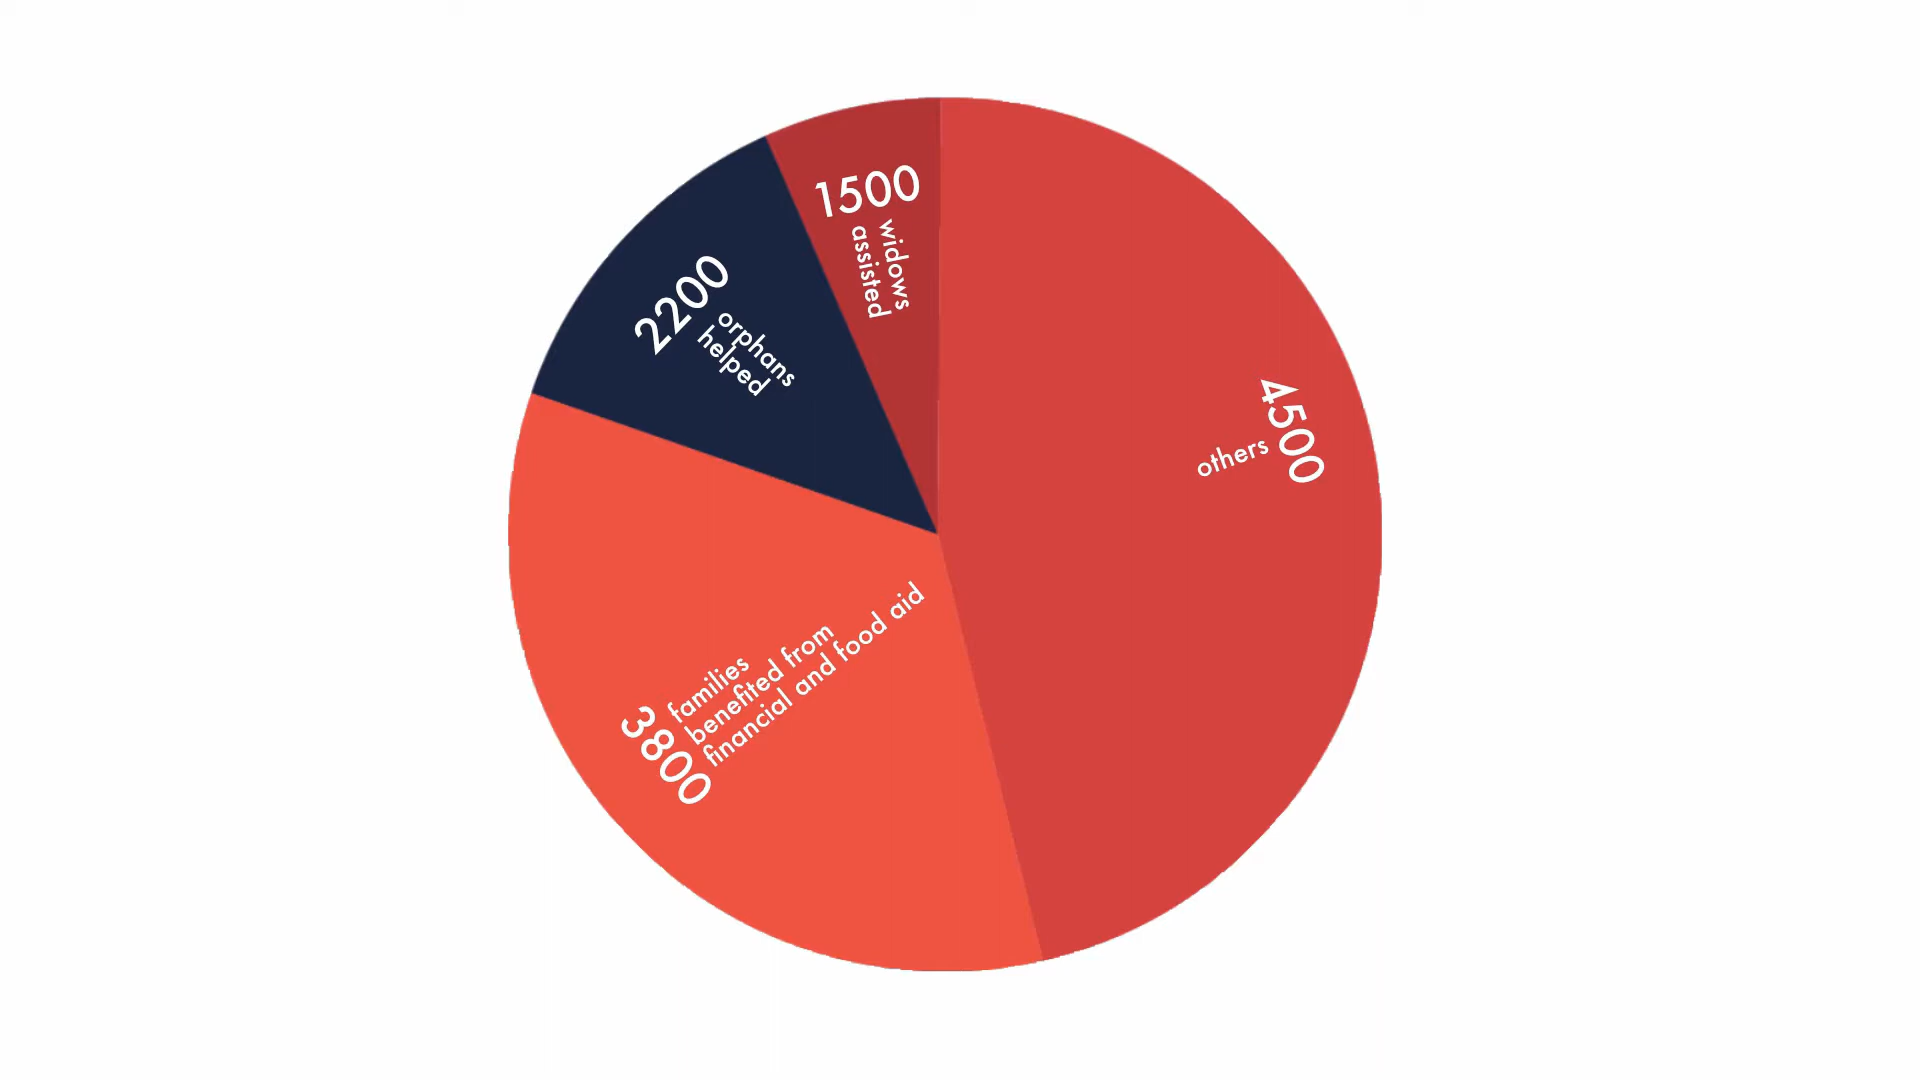 1500
widows
assisted
2200
orphans
helped
4500
others
3800
families
benefited from
financial and food aid